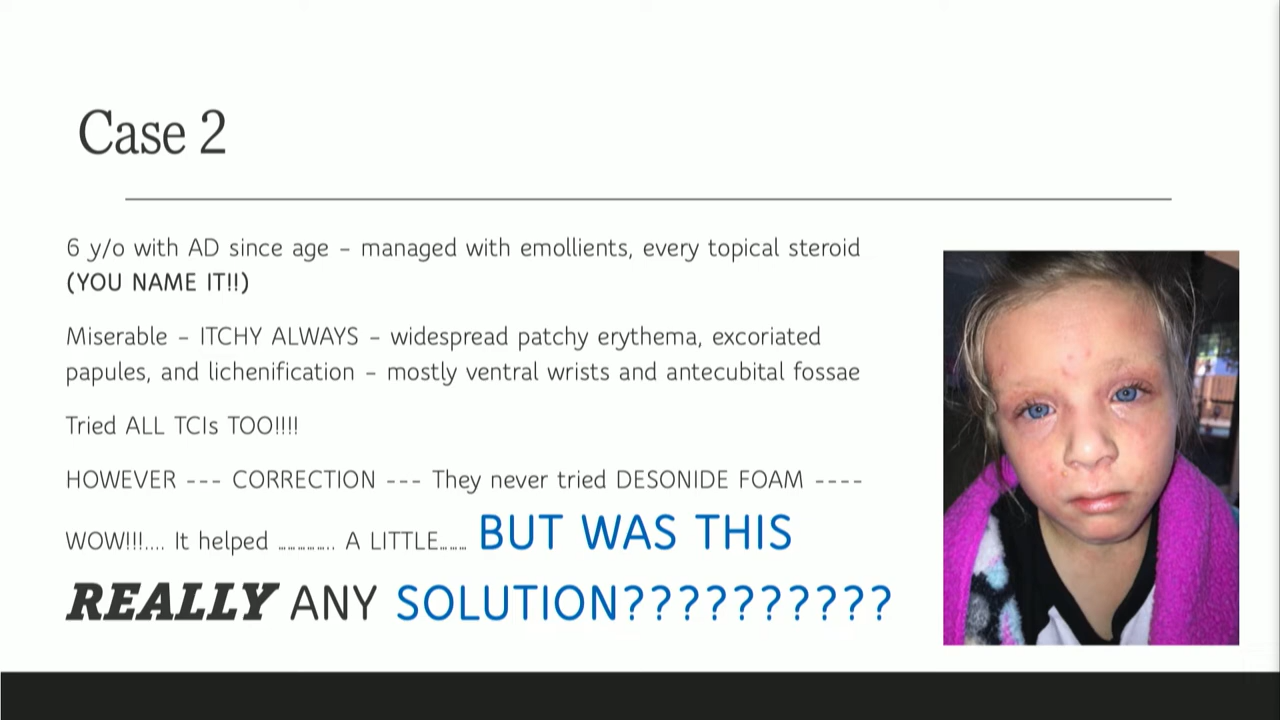 Case 2
6 y/o with AD since age – managed with emollients, every topical steroid
(YOU NAME IT!!)
Miserable – ITCHY ALWAYS – widespread patchy erythema, excoriated
papules, and lichenification – mostly ventral wrists and antecubital fossae
Tried ALL TCIs TOO!!!!
HOWEVER --- CORRECTION --- They never tried DESONIDE FOAM ----
WOW!!!.... It helped ………….. A LITTLE…….. BUT WAS THIS
REALLY ANY SOLUTION??????????